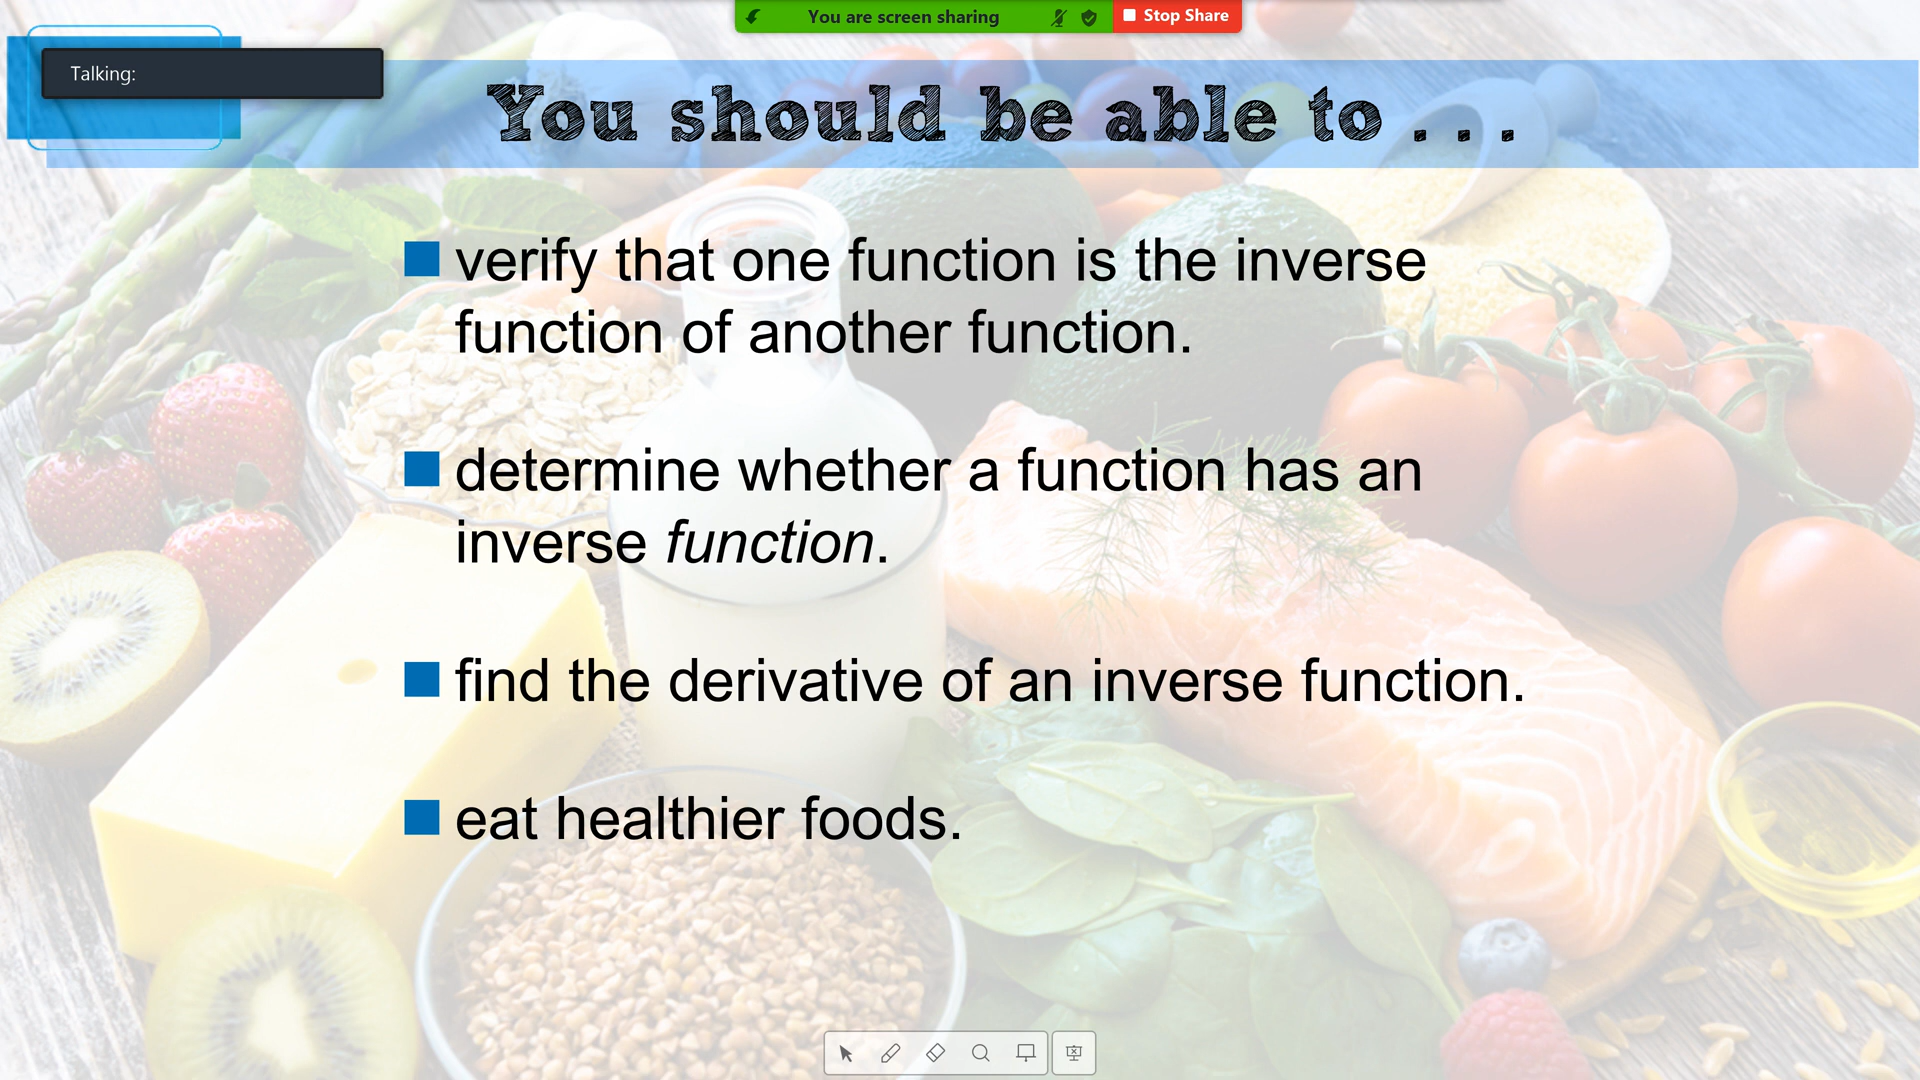 You are screen sharing
Stop Share
Talking:
You should be able to . . .
verify that one function is the inverse
function of another function.
determine whether a function has an
inverse function.
find the derivative of an inverse function.
eat healthier foods.